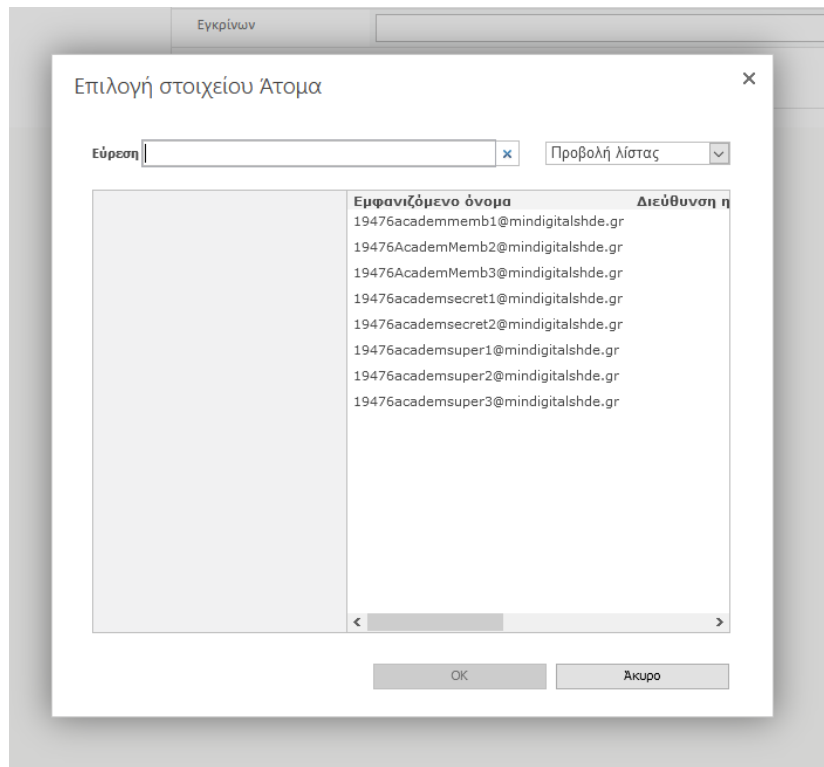 Εγκρίνων
Επιλογή στοιχείου Άτομα
Εύρεση
Προβολή λίστας
Εμφανιζόμενο όνομα Διεύθυνση η
19476academmemb1@mindigitalshde.gr
19476AcademMemb2@mindigitalshde.gr
19476AcademMemb3@mindigitalshde.gr
19476academsecret1@mindigitalshde.gr
19476academsecret2@mindigitalshde.gr
19476academsuper1@mindigitalshde.gr
19476academsuper2@mindigitalshde.gr
19476academsuper3@mindigitalshde.gr
OK Άκυρο